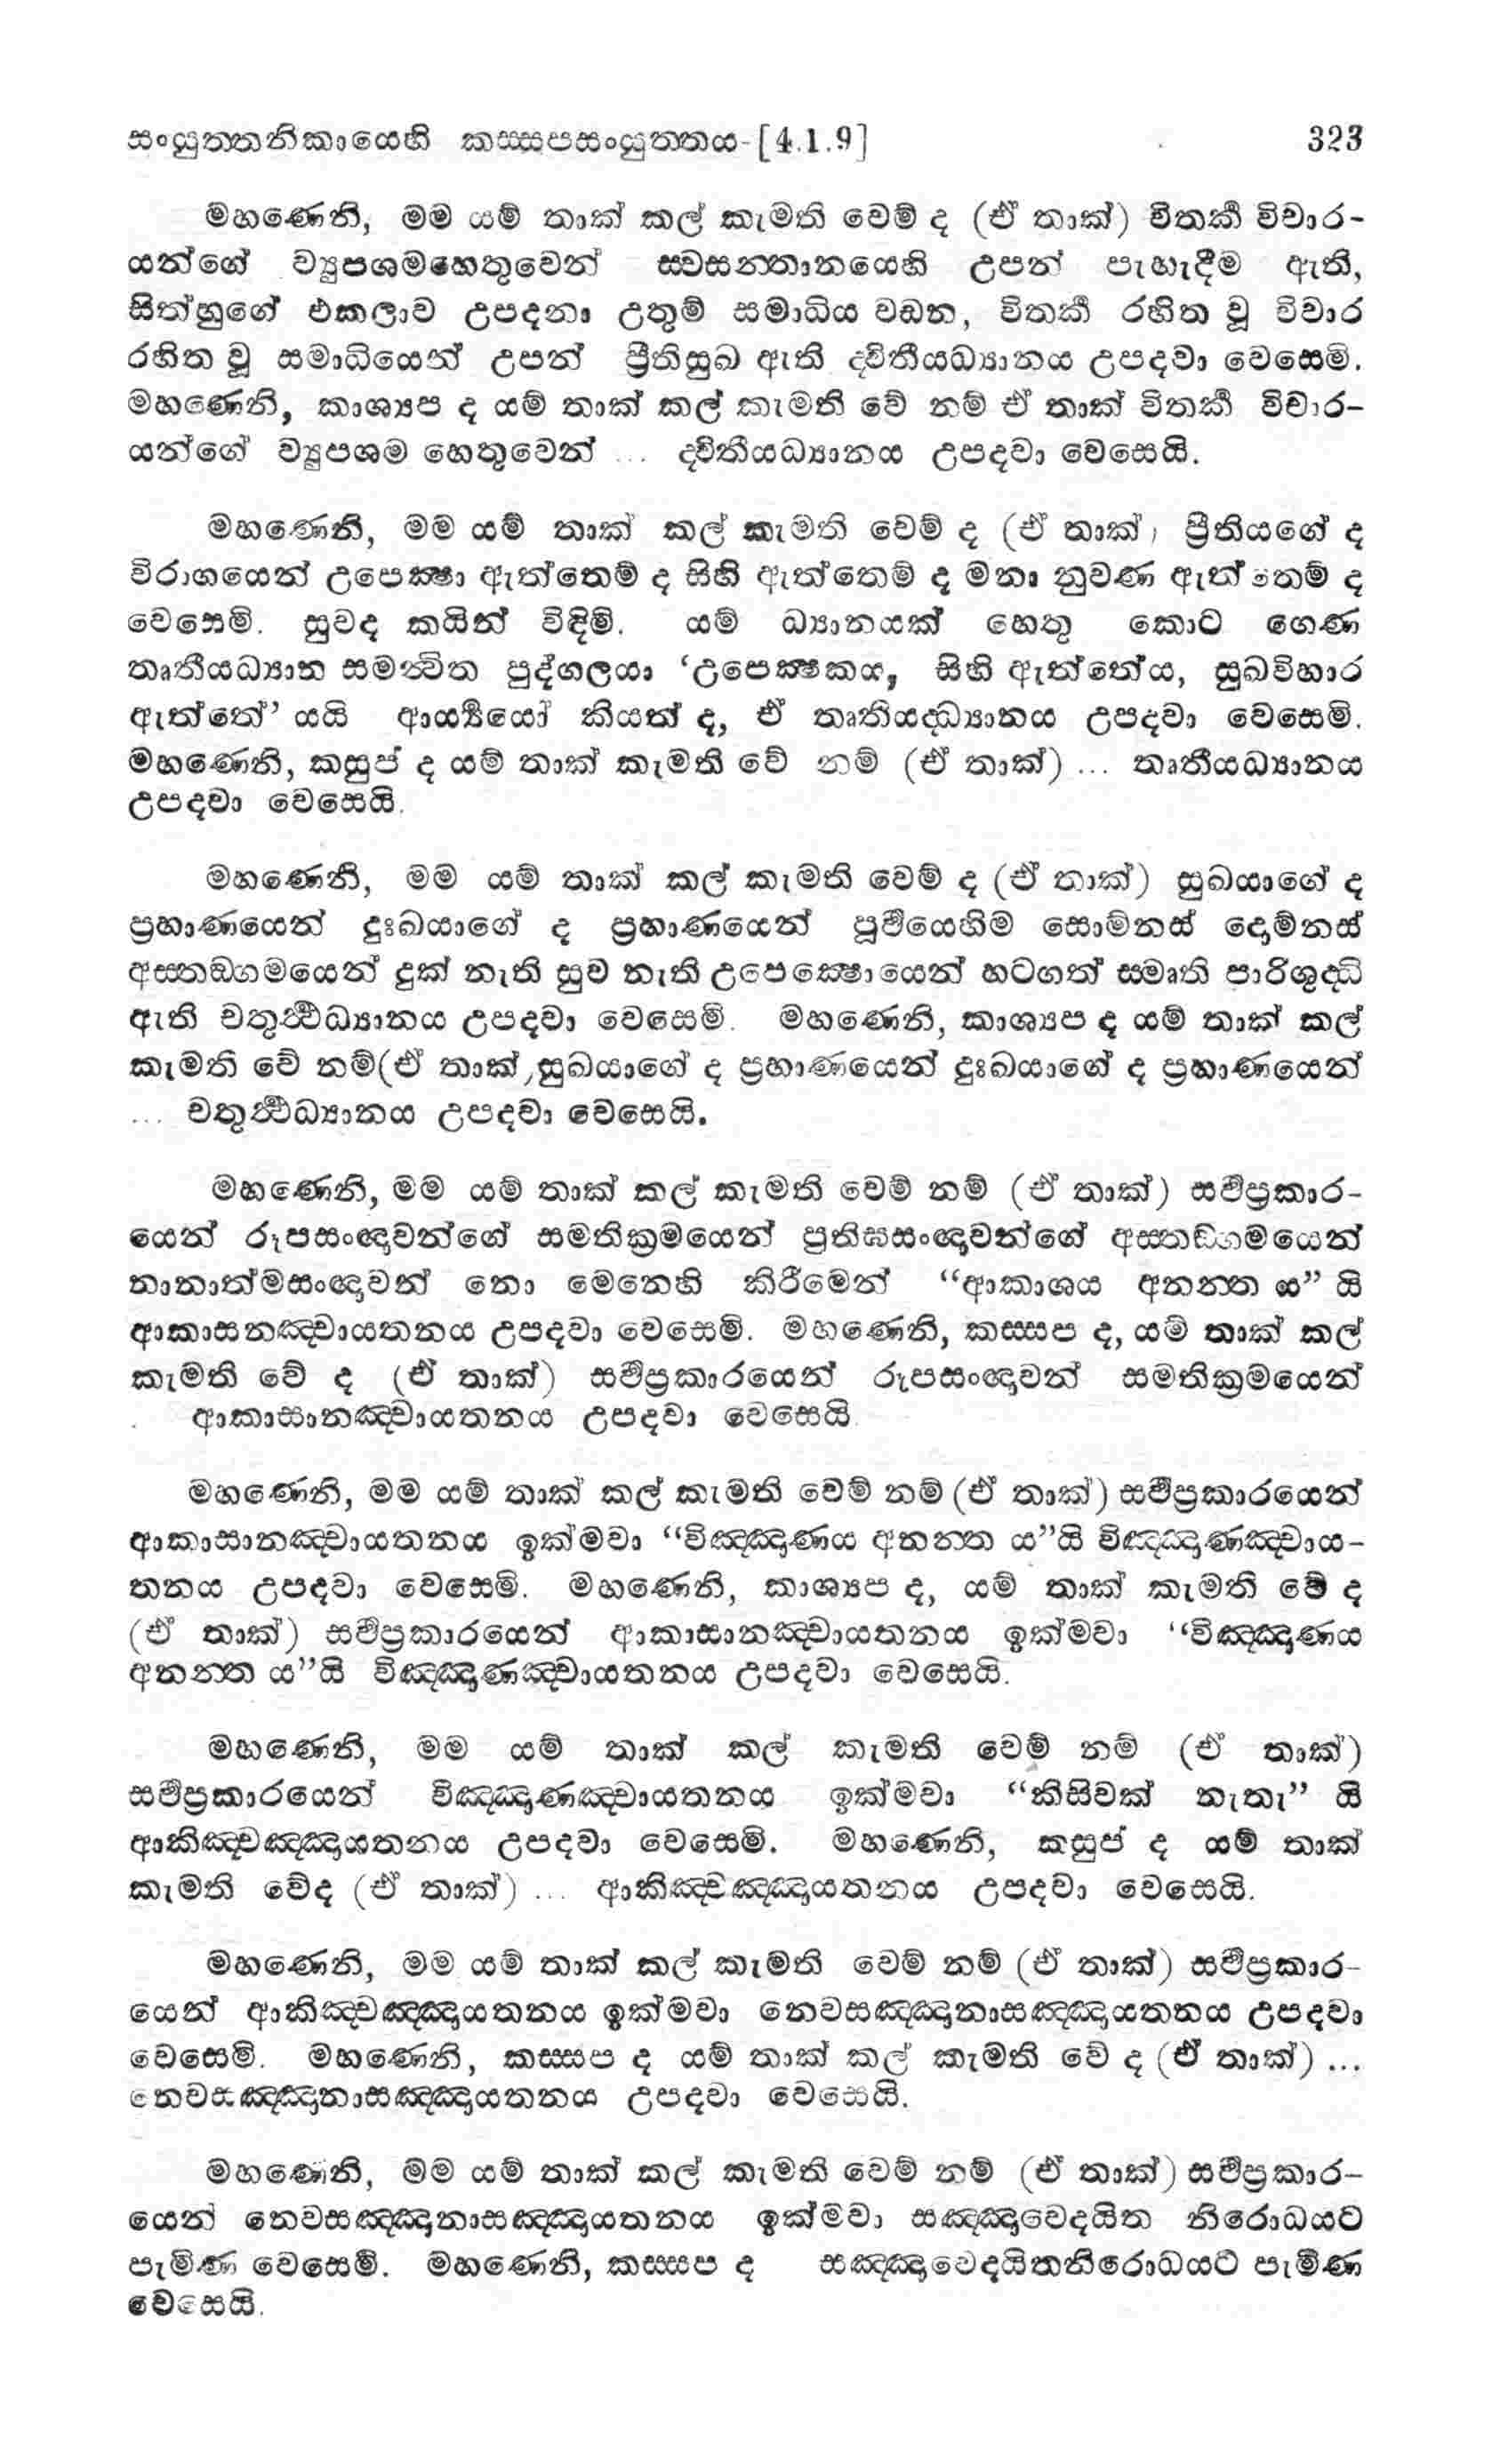 සංයුත්තනිකායෙහි කස්සපසංයුත්තය-[4.1.9] 323
මහණෙනි, මම යම් තාක් කල් කැමති වෙම් ද (ඒ තාක්) විතර්ක විචාර-
යන්ගේ ව්‍යුපශමහෙතුවෙන් ස්වසන්තානයෙහි උපන් පැහැදීම ඇති,
සිත්හුගේ එකලාව උපදනා උතුම් සමාධිය වඩන, විතර්ක රහිත වූ විචාර
රහිත වූ සමාධියෙන් උපන් ප්‍රීතිසුඛ ඇති ද්විතීයධ්‍යානය උපදවා වෙසෙමි.
මහණෙනි, කාශ්‍යප ද යම් තාක් කල් කැමති වේ නම් ඒ තාක් විතර්ක විචාර-
යන්ගේ ව්‍යුපශම හෙතුවෙන් ... ද්විතීයධ්‍යානය උපදවා වෙසෙයි.
මහණෙනි, මම යම් තාක් කල් කැමති වෙම් ද (ඒ තාක්) ප්‍රීතියගේ ද
විරාගයෙන් උපෙක්‍ෂා ඇත්තෙම් ද සිහි ඇත්තෙම් ද මනා නුවණ ඇත්තෙම් ද
වෙසෙමි. සුවද කයින් විඳිමි. යම් ධ්‍යානයක් හෙතු කොට ගෙණ
තෘතීයධ්‍යාන සමන්විත පුද්ගලයා ‘උපෙක්‍ෂකය, සිහි ඇත්තේය, සුඛවිහාර
ඇත්තේ’ යයි ආර්‍ය්‍යයෝ කියත් ද, ඒ තෘතියද්ධ්‍යානය උපදවා වෙසෙමි.
මහණෙනි, කසුප් ද යම් තාක් කැමති වේ නම් (ඒ තාක්) ... තෘතීයධ්‍යානය
උපදවා වෙසෙයි.
මහණෙනි, මම යම් තාක් කල් කැමති වෙම් ද (ඒ තාක්) සුඛයාගේ ද
ප්‍රහාණයෙන් දුඃඛයාගේ ද ප්‍රහාණයෙන් පූර්‍වයෙහිම සොම්නස් දොම්නස්
අස්තඞ්ගමයෙන් දුක් නැති සුව නැති උපෙක්‍ෂොයෙන් හටගත් ස්මෘති පාරිශුද්ධි
ඇති චතුර්‍ත්‍ථධ්‍යානය උපදවා වෙසෙමි. මහණෙනි, කාශ්‍යප ද යම් තාක් කල්
කැමති වේ නම්(ඒ තාක්)සුඛයාගේ ද ප්‍රහාණයෙන් දුඃඛයාගේ ද ප්‍රහාණයෙන්
... චතුර්‍ත්‍ථධ්‍යානය උපදවා වෙසෙයි.
මහණෙනි, මම යම් තාක් කල් කැමති වෙම් නම් (ඒ තාක්) සර්‍වප්‍රකාර-
යෙන් රූපසංඥාවන්ගේ සමතික්‍රමයෙන් ප්‍රතිඝසංඥාවන්ගේ අස්තඞ්ගමයෙන්
නානාත්මසංඥාවන් නො මෙනෙහි කිරීමෙන් “ආකාශය අනන්ත ය” යි
ආකාසනඤ්චායතනය උපදවා වෙසෙමි. මහණෙනි, කස්සප ද, යම් තාක් කල්
කැමති වේ ද (ඒ තාක්) සර්‍වප්‍රකාරයෙන් රූපසංඥාවන් සමතික්‍රමයෙන්
ආකාසානඤ්චායතනය උපදවා වෙසෙයි
මහණෙනි, මම යම් තාක් කල් කැමති වෙම් නම් (ඒ තාක්) සර්‍වප්‍රකාරයෙන්
ආකාසානඤ්චායතනය ඉක්මවා “විඤ්ඤාණය අනන්ත ය”යි විඤ්ඤාණඤ්චාය-
තනය උපදවා වෙසෙමි. මහණෙනි, කාශ්‍යප ද, යම් තාක් කැමති වේ ද
(ඒ තාක්) සර්‍වප්‍රකාරයෙන් ආකාසානඤ්චායතනය ඉක්මවා “විඤ්ඤාණය
අනන්ත ය”යි විඤ්ඤාණඤ්චායතනය උපදවා වෙසෙයි.
මහණෙනි, මම යම් තාක් කල් කැමති වෙම් නම් (ඒ තාක්)
සර්‍වප්‍රකාරයෙන් විඤ්ඤාණඤ්චායතනය ඉක්මවා “කිසිවක් නැතැ” යි
ආකිඤ්චඤ්ඤායතනය උපදවා වෙසෙමි. මහණෙනි, කසුප් ද යම් තාක්
කැමති වේද (ඒ තාක්) ... ආකිඤ්චඤ්ඤායතනය උපදවා වෙසෙයි.
මහණෙනි, මම යම් තාක් කල් කැමති වෙම් නම් (ඒ තාක්) සර්‍වප්‍රකාර-
යෙන් ආකිඤ්චඤ්ඤායතනය ඉක්මවා නෙවසඤ්ඤානාසඤ්ඤායතනය උපදවා
වෙසෙමි. මහණෙනි, කස්සප ද යම් තාක් කල් කැමති වේ ද (ඒ තාක්) ...
නෙවසඤ්ඤානාසඤ්ඤායතනය උපදවා වෙසෙයි.
මහණෙනි, මම යම් තාක් කල් කැමති වෙම් නම් (ඒ තාක්) සර්‍වප්‍රකාර-
යෙන් නෙවසඤ්ඤානාසඤ්ඤායතනය ඉක්මවා සඤ්ඤාවෙදයිත නිරොධයට
පැමිණ වෙසෙමි. මහණෙනි, කස්සප ද සඤ්ඤාවෙදයිතනිරොධයට පැමිණ
වෙසෙයි.